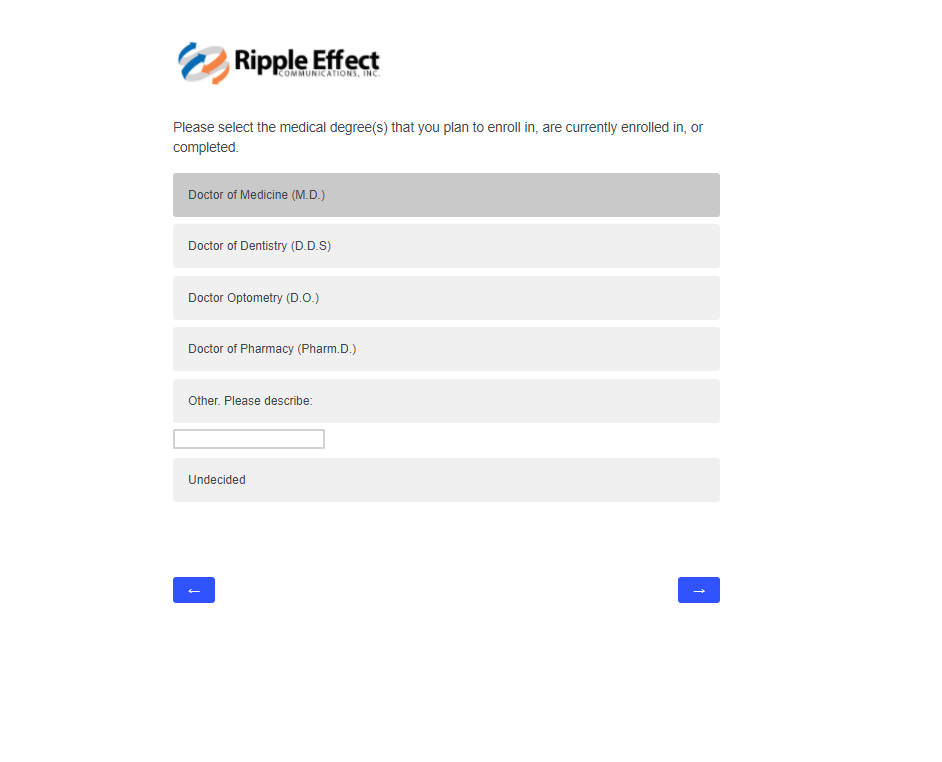 Ripple Effect
COMMUNICATIONS, INC.
Please select the medical degree(s) that you plan to enroll in, are currently enrolled in, or
completed.
Doctor of Medicine (M.D.)
Doctor of Dentistry (D.D.S)
Doctor Optometry (D.O.)
Doctor of Pharmacy (Pharm.D.)
Other. Please describe:
Undecided
← →